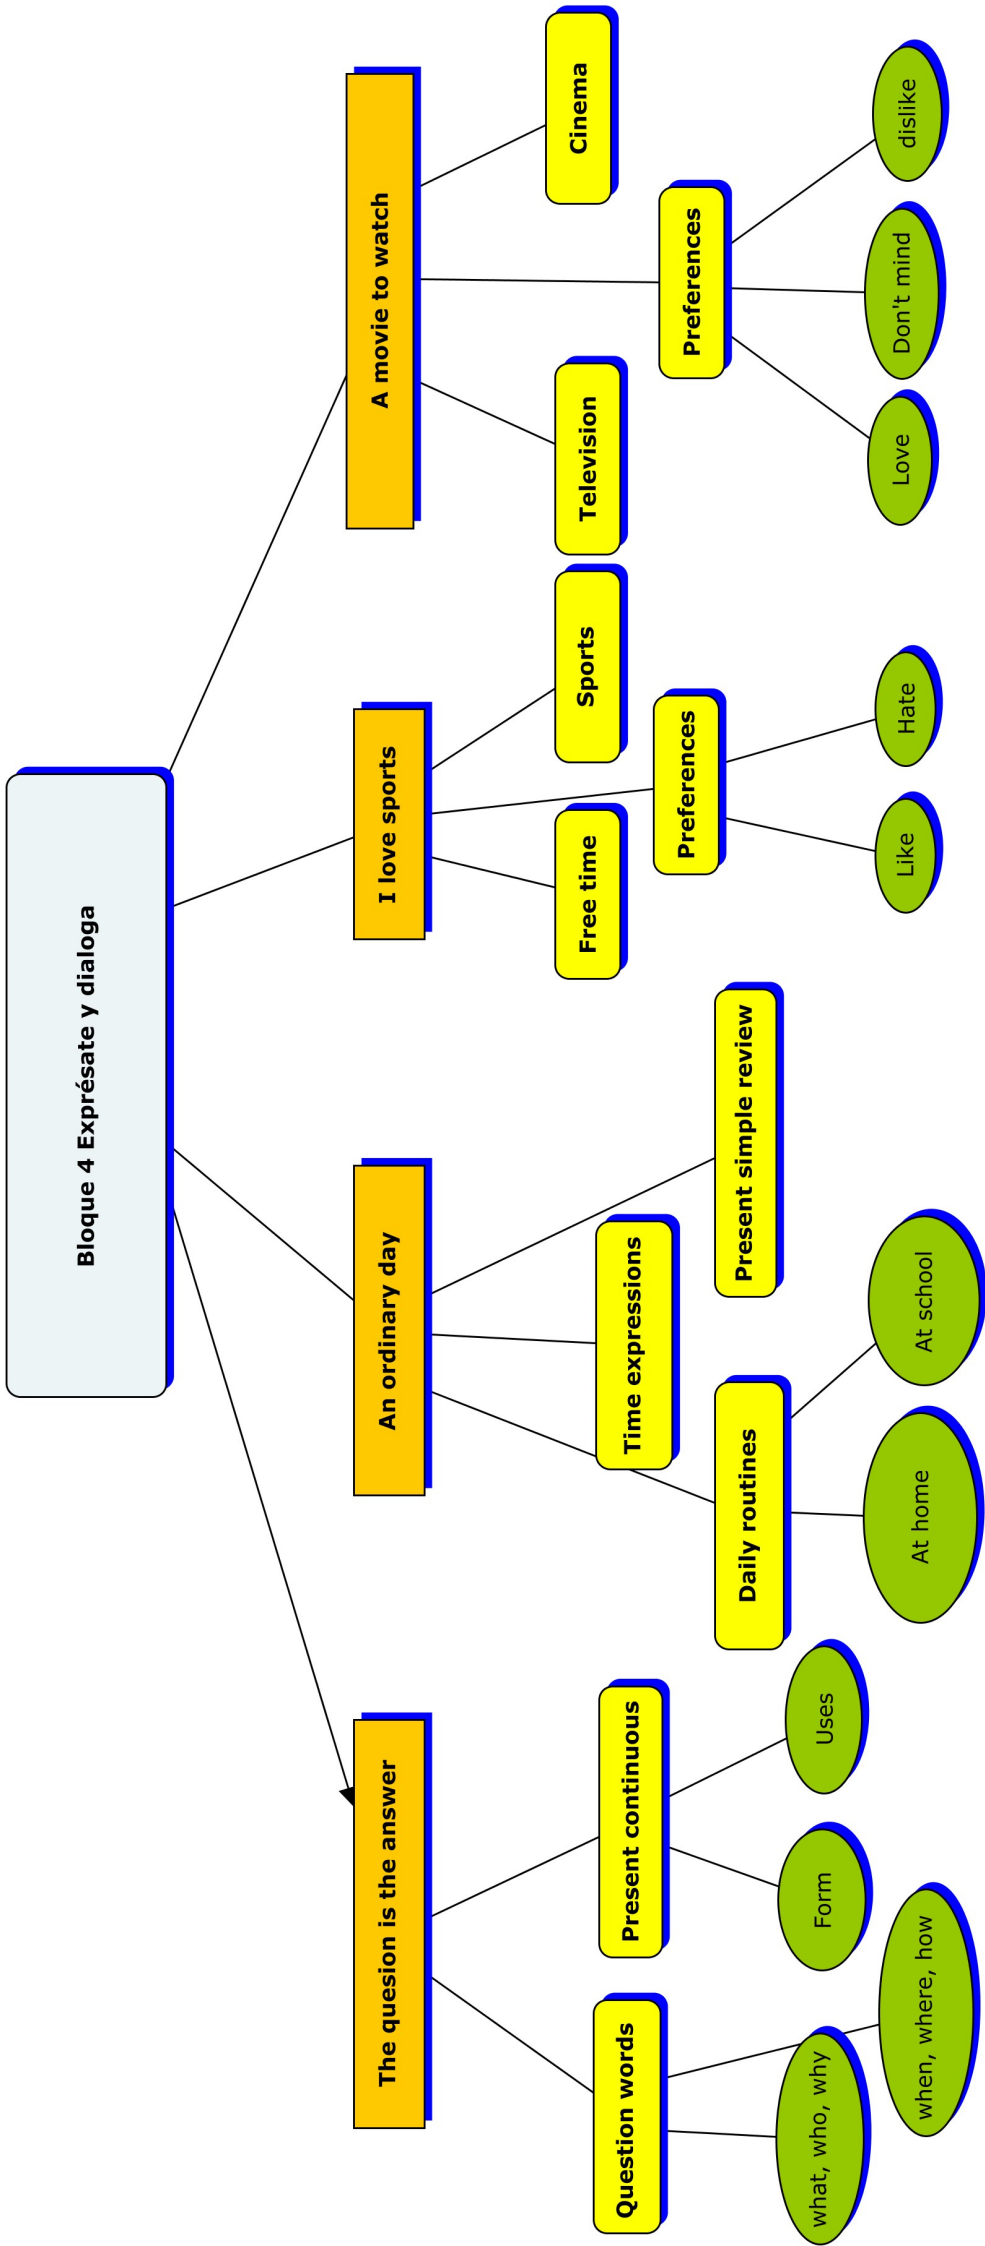 Bloque 4 Exprésate y dialoga
The quesion is the answer
An ordinary day
I love sports
A movie to watch
Question words
Present continuous
what, who, why
when, where, how
Form
Uses
Daily routines
Time expressions
Present simple review
At home
At school
Free time
Preferences
Sports
Like
Hate
Television
Preferences
Cinema
Love
Don't mind
dislike